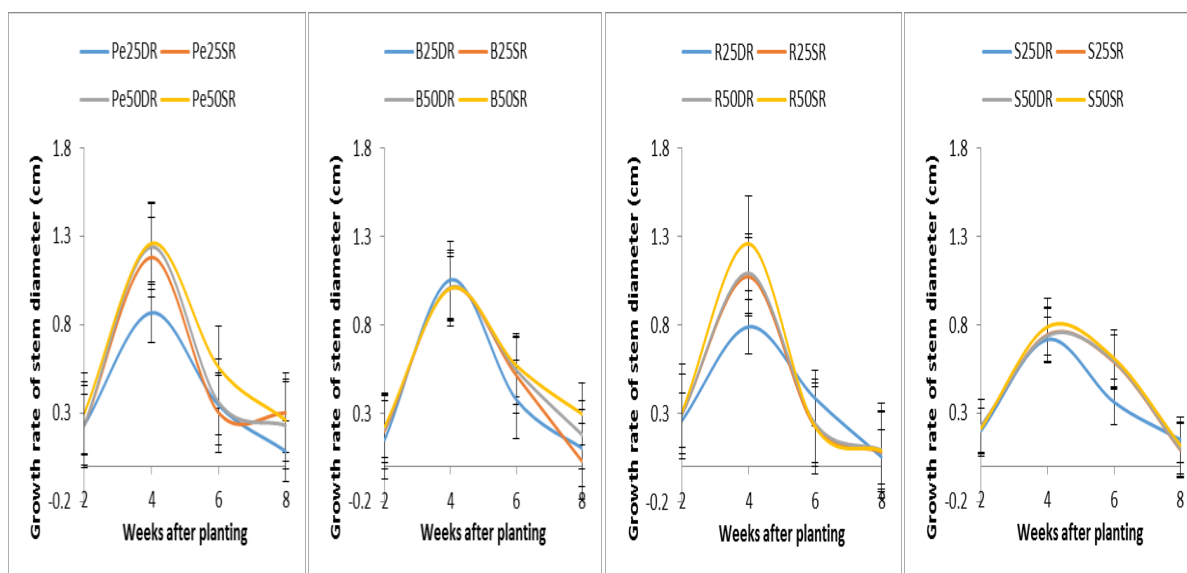 Pe25DR Pe25SR
Pe50DR Pe50SR
Growth rate of stem diameter (cm)
1.8
1.3
0.8
0.3
-0.2
2 4 6 8
Weeks after planting
B25DR B25SR
B50DR B50SR
Growth rate of stem diameter (cm)
1.8
1.3
0.8
0.3
-0.2
2 4 6 8
Weeks after planting
R25DR R25SR
R50DR R50SR
Growth rate of stem diameter (cm)
1.8
1.3
0.8
0.3
-0.2
2 4 6 8
Weeks after planting
S25DR S25SR
S50DR S50SR
Growth rate of stem diameter (cm)
1.8
1.3
0.8
0.3
-0.2
2 4 6 8
Weeks after planting